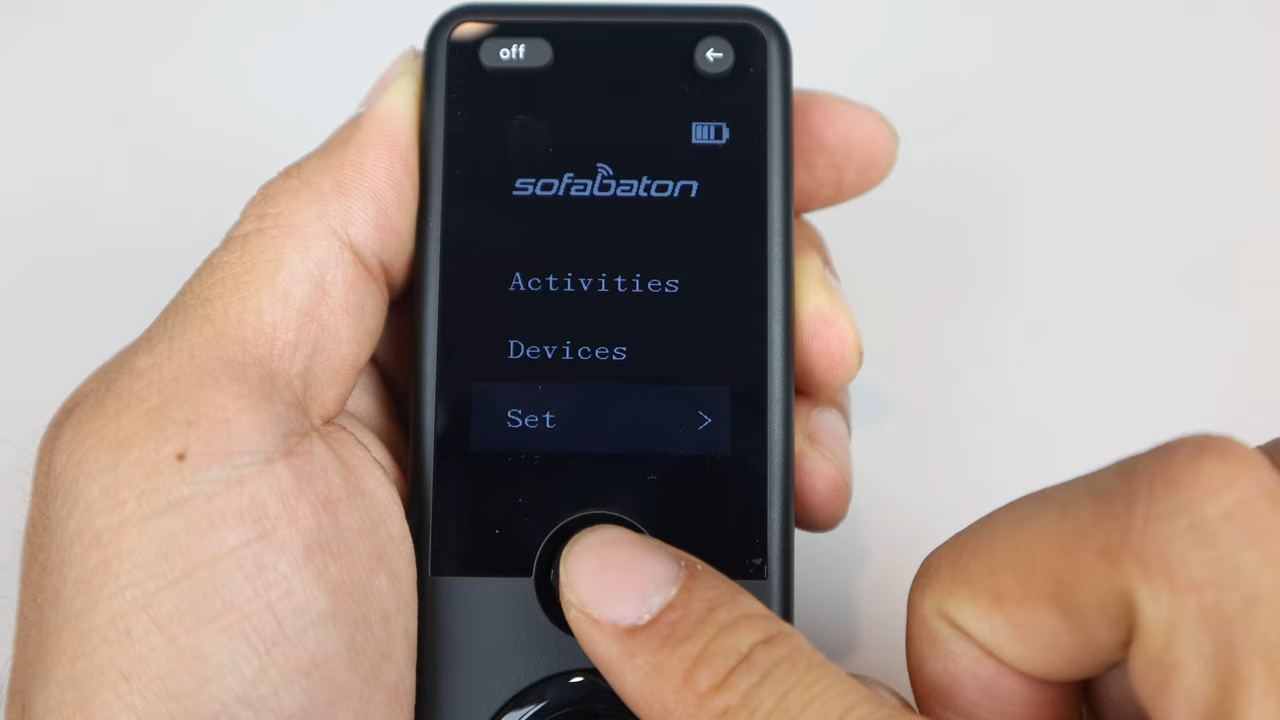 off
sofabaton
Activities
Devices
Set >